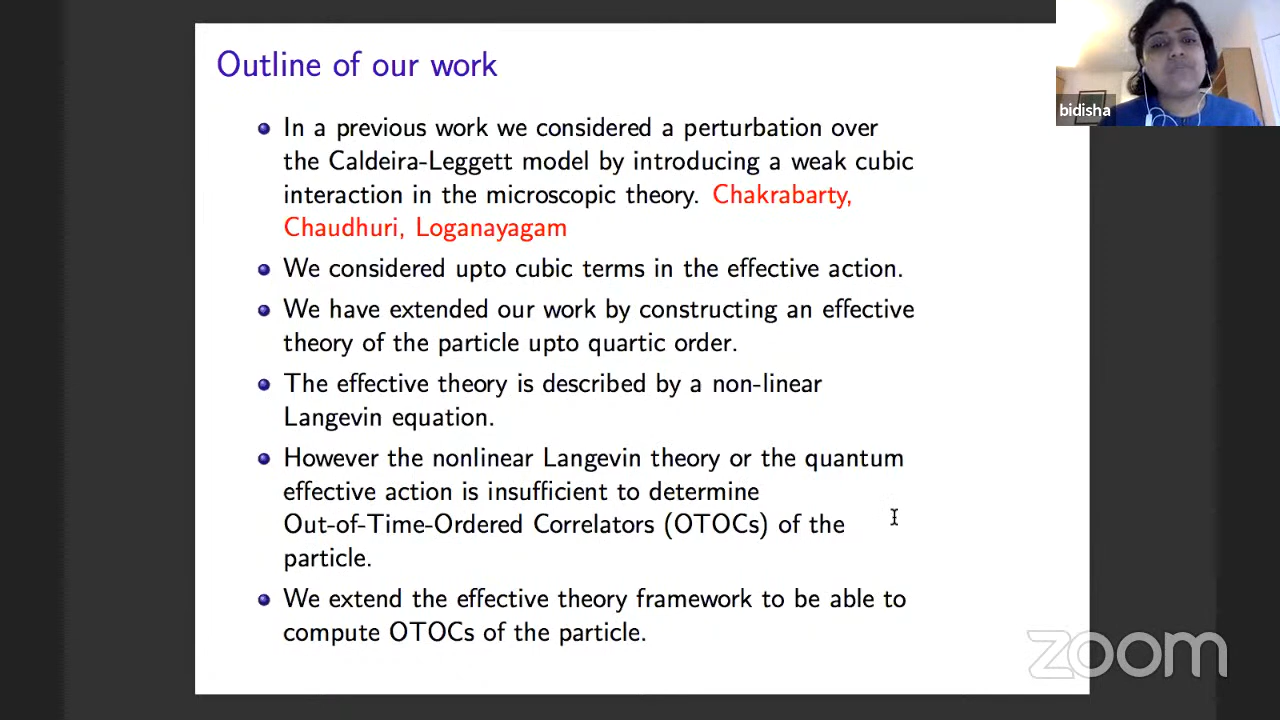 Outline of our work
bidisha
In a previous work we considered a perturbation over
the Caldeira-Leggett model by introducing a weak cubic
interaction in the microscopic theory. Chakrabarty,
Chaudhuri, Loganayagam
We considered upto cubic terms in the effective action.
We have extended our work by constructing an effective
theory of the particle upto quartic order.
The effective theory is described by a non-linear
Langevin equation.
However the nonlinear Langevin theory or the quantum
effective action is insufficient to determine
Out-of-Time-Ordered Correlators (OTOCs) of the
particle.
We extend the effective theory framework to be able to
compute OTOCs of the particle.
zoom